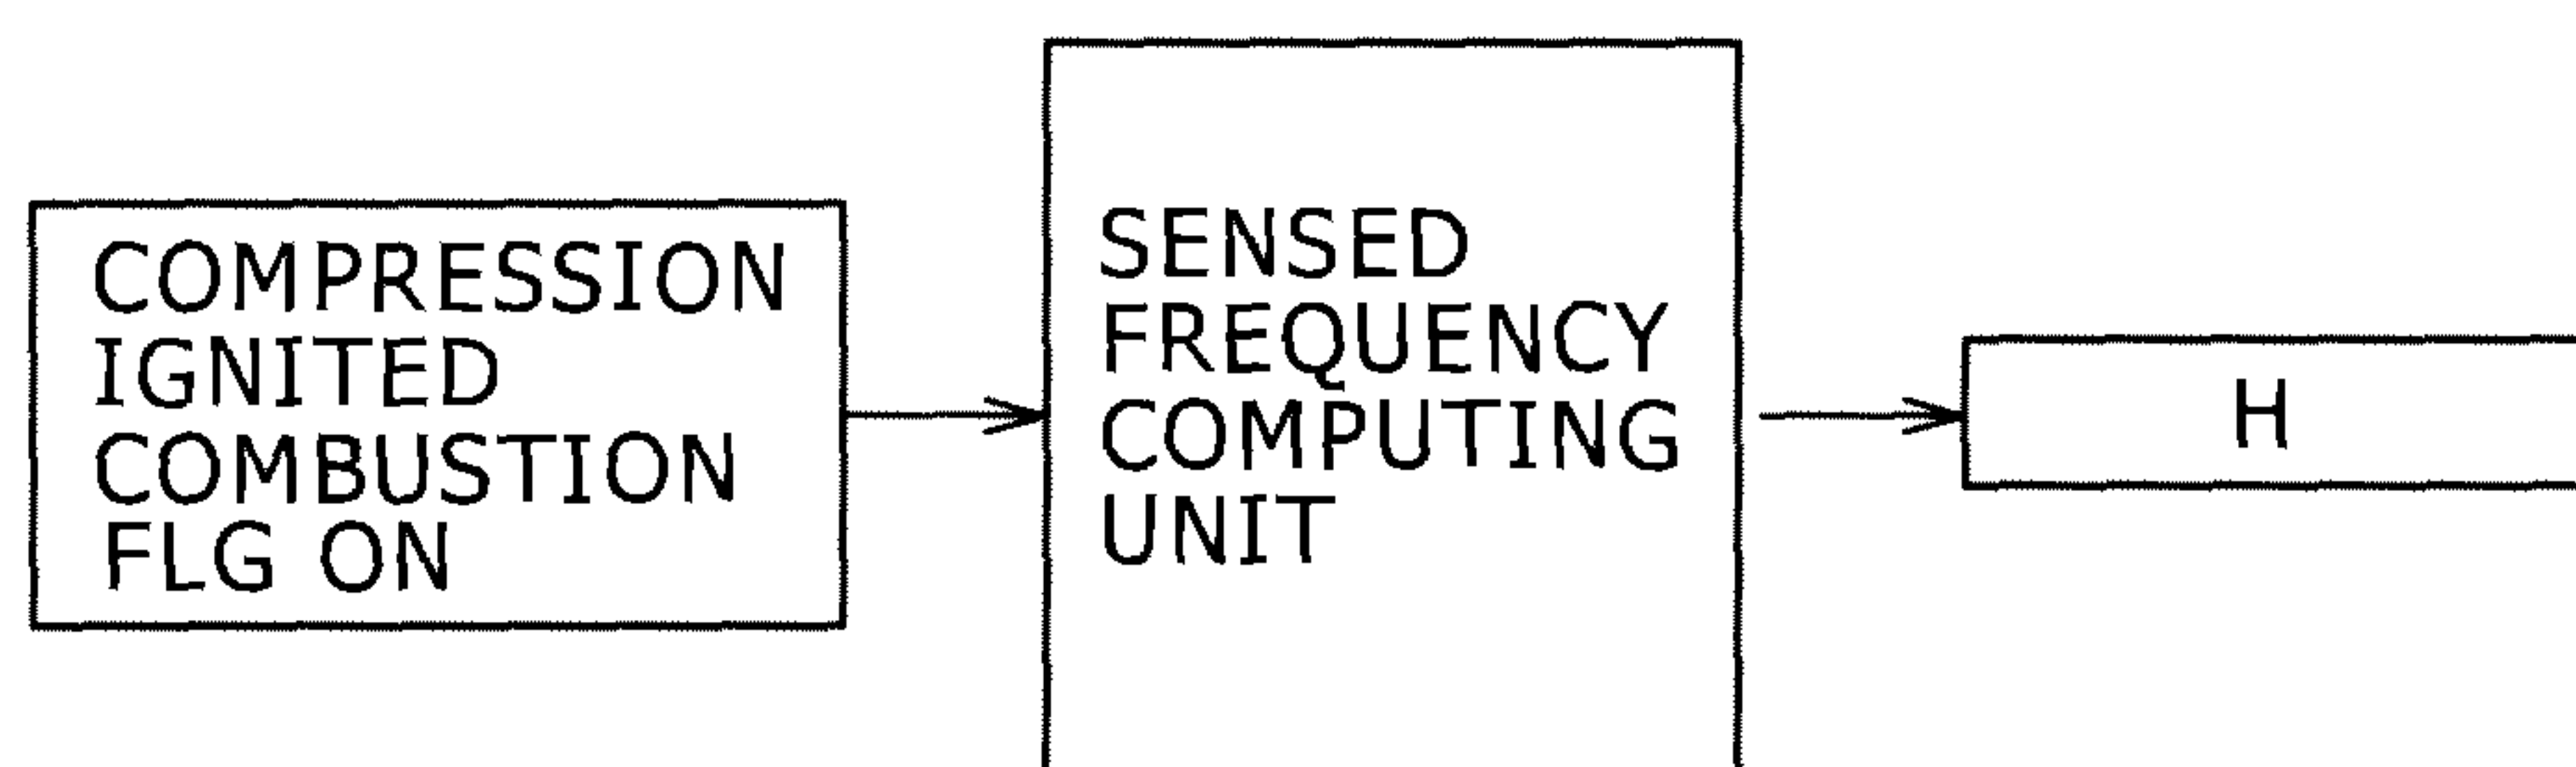 COMPRESSION
IGNITED
COMBUSTION
FLG ON
SENSED
FREQUENCY
COMPUTING
UNIT
H